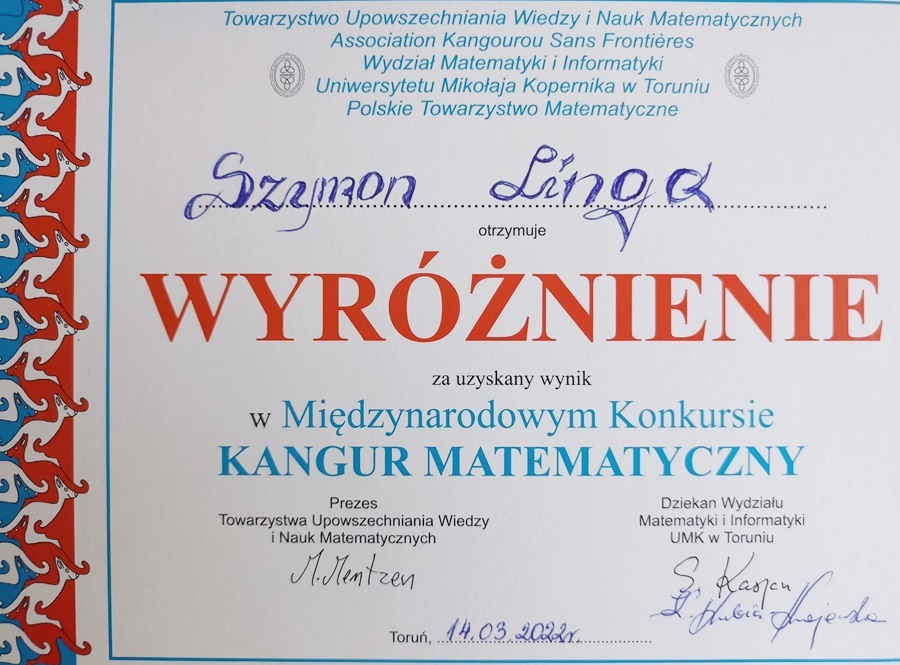 Towarzystwo Upowszechniania Wiedzy i Nauk Matematycznych
Association Kangourou Sans Frontières
Wydział Matematyki i Informatyki
Uniwersytetu Mikołaja Kopernika w Toruniu
Polskie Towarzystwo Matematyczne
Szymon Linga
otrzymuje
WYRÓŻNIENIE
za uzyskany wynik
w Międzynarodowym Konkursie
KANGUR MATEMATYCZNY
Prezes
Towarzystwa Upowszechniania Wiedzy
i Nauk Matematycznych
M. Mentzen
Dziekan Wydziału
Matematyki i Informatyki
UMK w Toruniu
S. Kasjan
Toruń, 14.03.2022r.